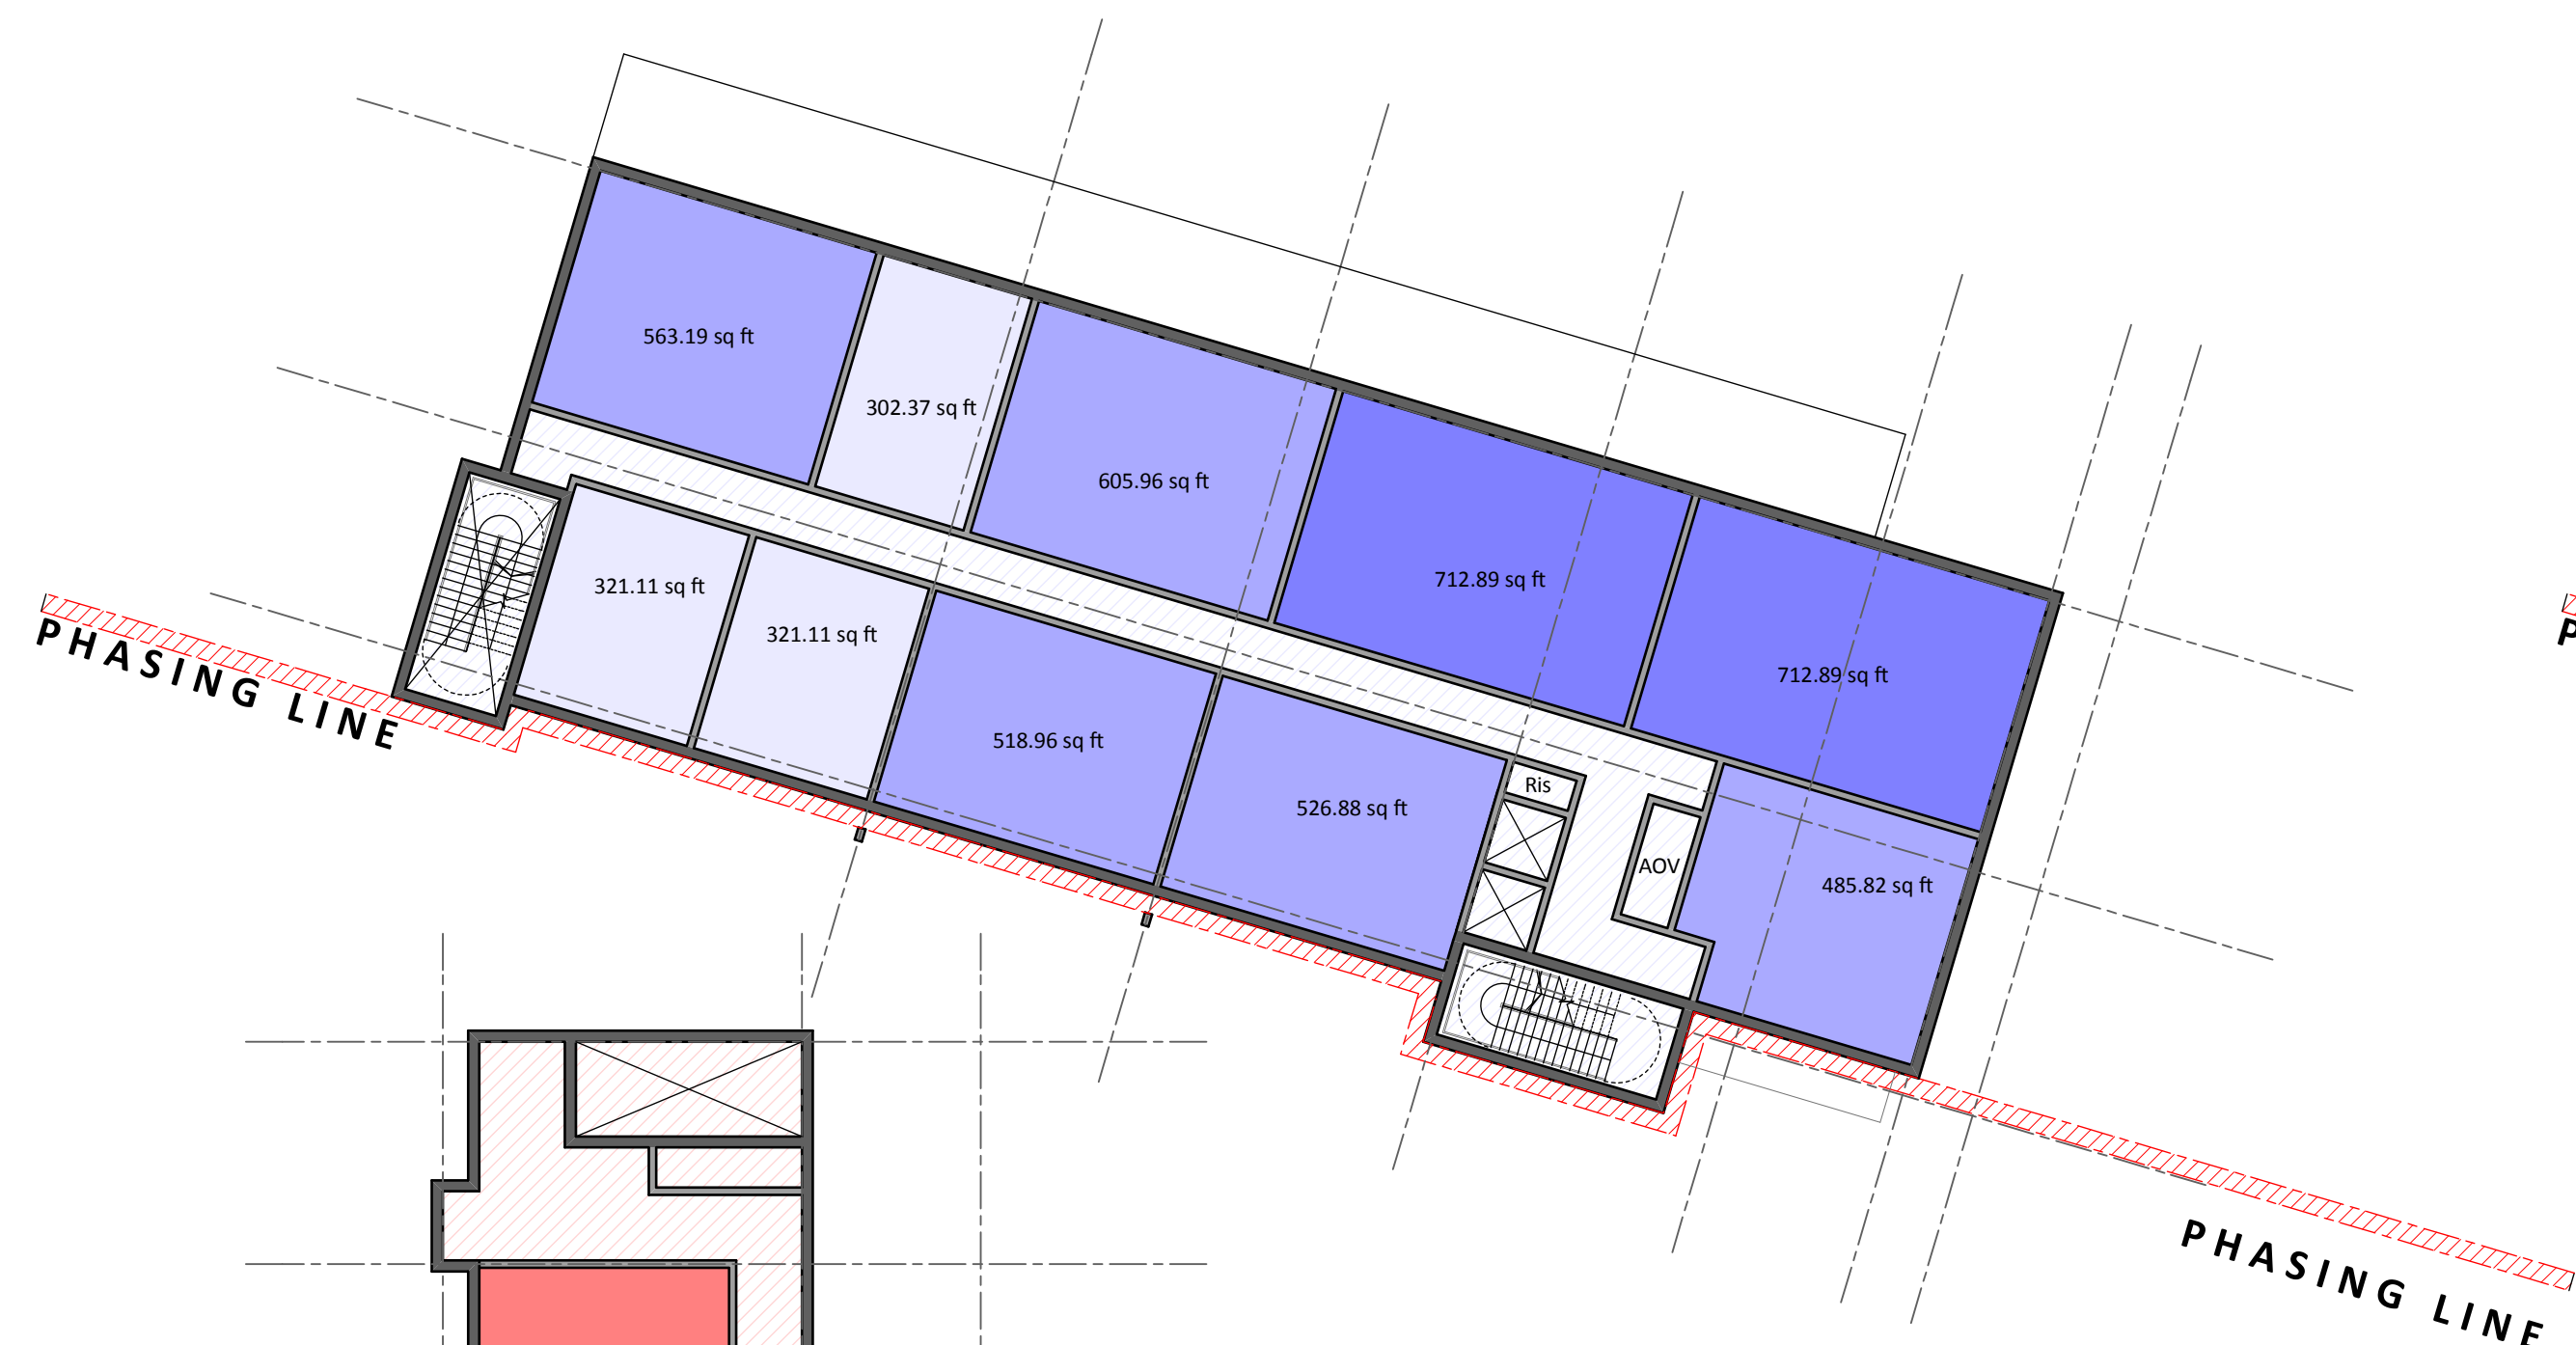 563.19 sq ft
302.37 sq ft
605.96 sq ft
712.89 sq ft
712.89 sq ft
321.11 sq ft
321.11 sq ft
518.96 sq ft
526.88 sq ft
Ris
AOV
485.82 sq ft
PHASING LINE
PHASING LINE
P